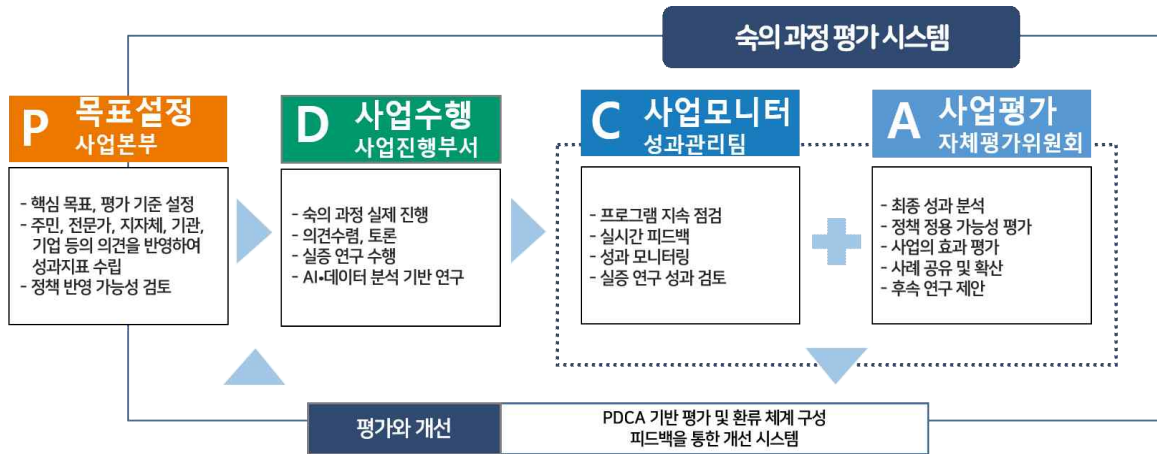 숙의 과정 평가 시스템
P 목표설정
사업본부
- 핵심 목표, 평가 기준 설정
- 주민, 전문가, 지자체, 기관,
기업 등의 의견을 반영하여
성과지표 수립
- 정책 반영 가능성 검토
D 사업수행
사업진행부서
- 숙의 과정 실제 진행
- 의견수렴, 토론
- 실증 연구 수행
- AI•데이터 분석 기반 연구
C 사업모니터
성과관리팀
- 프로그램 지속 점검
- 실시간 피드백
- 성과 모니터링
- 실증 연구 성과 검토
A 사업평가
자체평가위원회
- 최종 성과 분석
- 정책 정용 가능성 평가
- 사업의 효과 평가
- 사례 공유 및 확산
- 후속 연구 제안
평가와 개선
PDCA 기반 평가 및 환류 체계 구성
피드백을 통한 개선 시스템